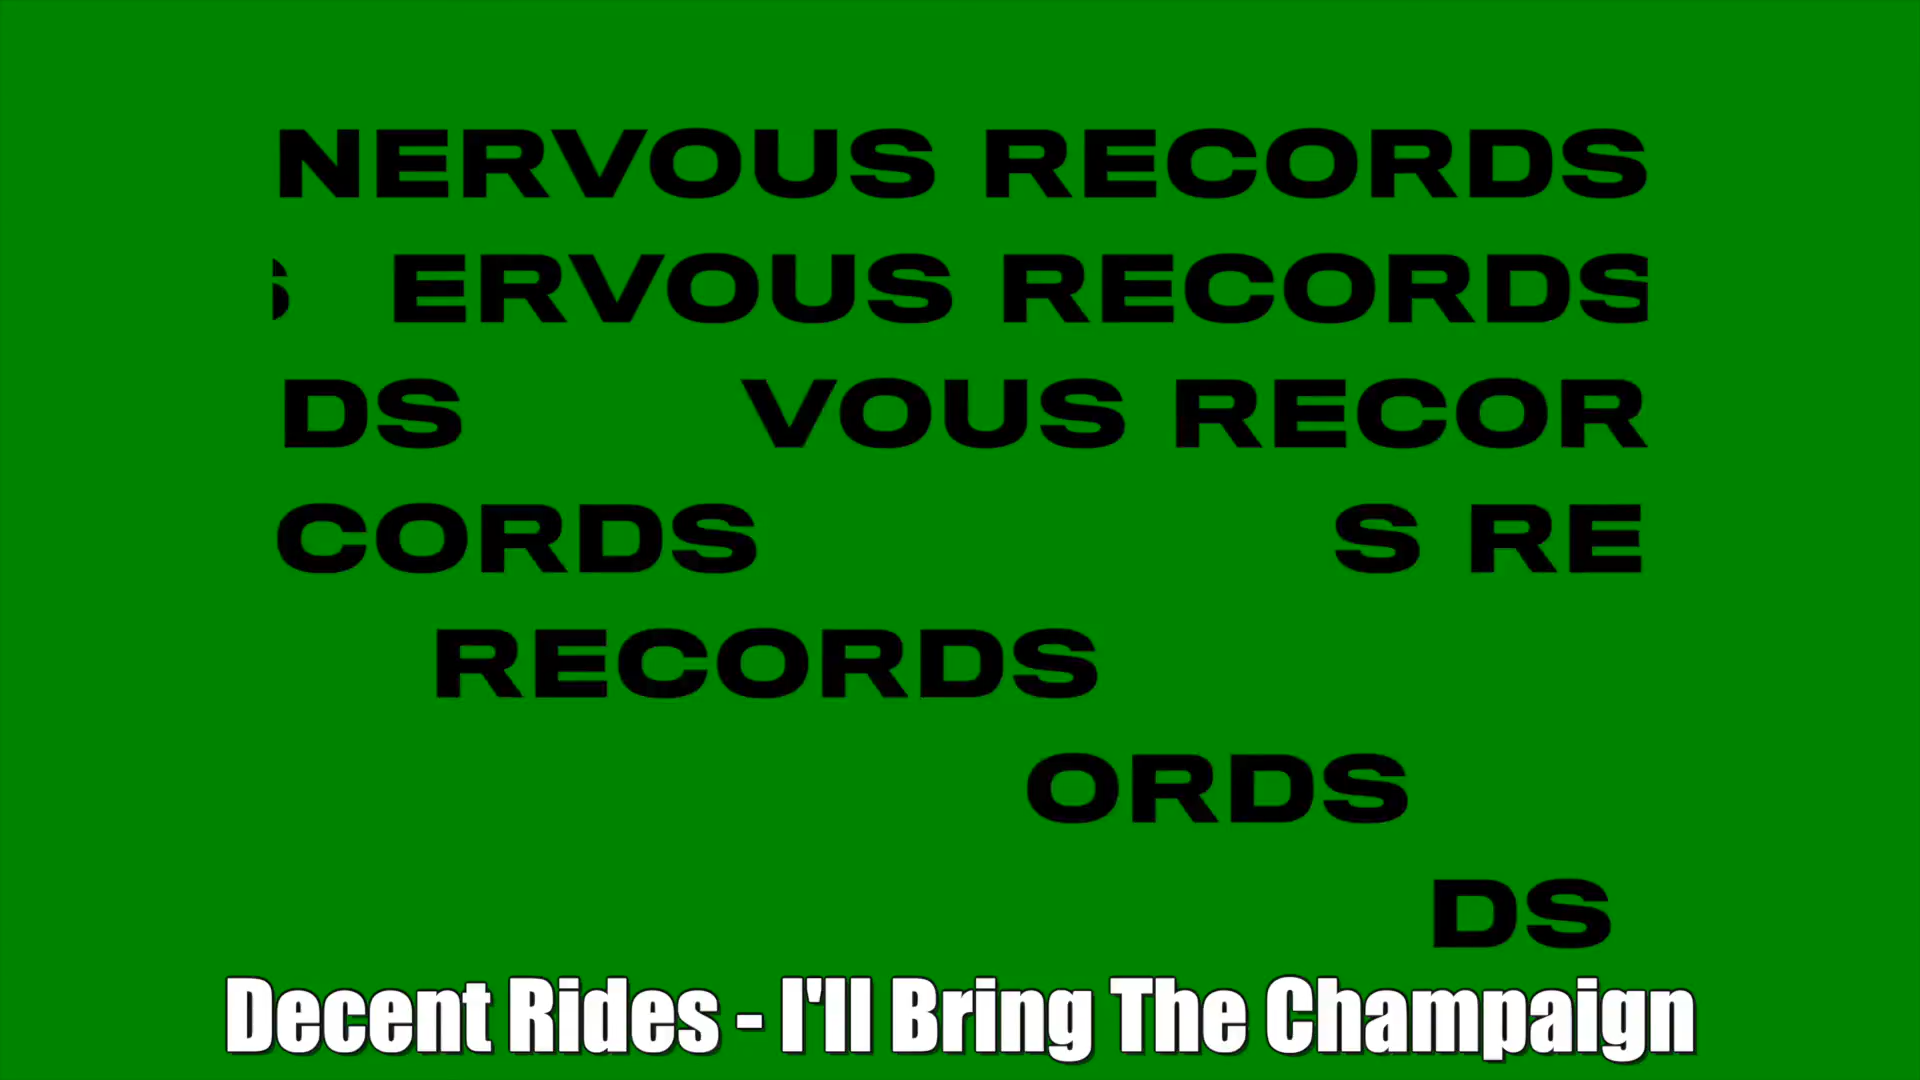 NERVOUS RECORDS
S ERVOUS RECORDS
DS VOUS RECOR
CORDS S RE
RECORDS
ORDS
DS
Decent Rides - I'll Bring The Champaign